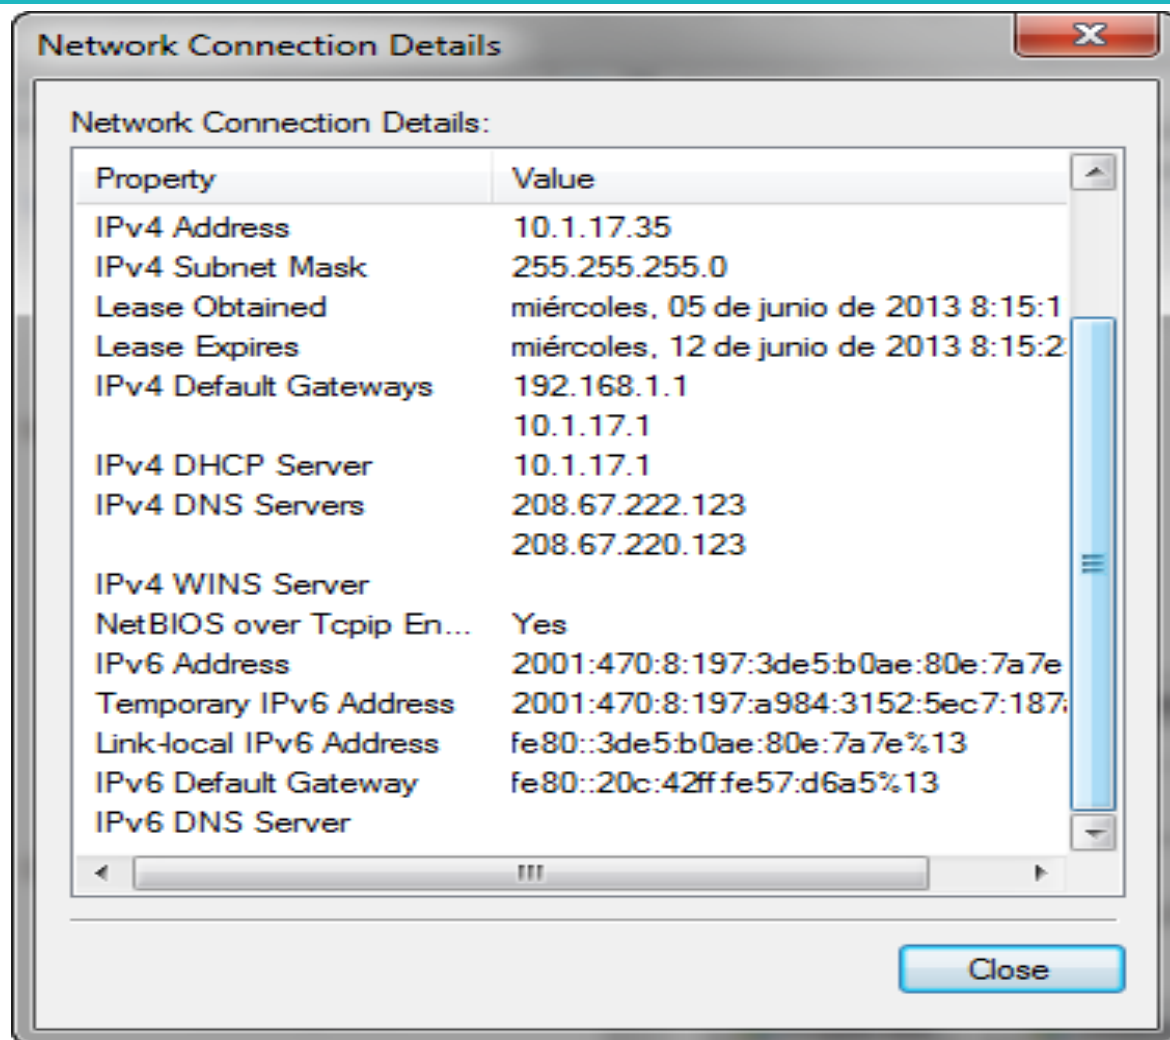 Network Connection Details
Network Connection Details:
Property Value
IPv4 Address 10.1.17.35
IPv4 Subnet Mask 255.255.255.0
Lease Obtained miércoles, 05 de junio de 2013 8:15:1
Lease Expires miércoles, 12 de junio de 2013 8:15:2
IPv4 Default Gateways 192.168.1.1
10.1.17.1
IPv4 DHCP Server 10.1.17.1
IPv4 DNS Servers 208.67.222.123
208.67.220.123
IPv4 WINS Server
NetBIOS over Tcpip En... Yes
IPv6 Address 2001:470:8:197:3de5:b0ae:80e:7a7e
Temporary IPv6 Address 2001:470:8:197:a984:3152:5ec7:187
Link-local IPv6 Address fe80::3de5:b0ae:80e:7a7e%13
IPv6 Default Gateway fe80::20c:42ff:fe57:d6a5%13
IPv6 DNS Server
Close